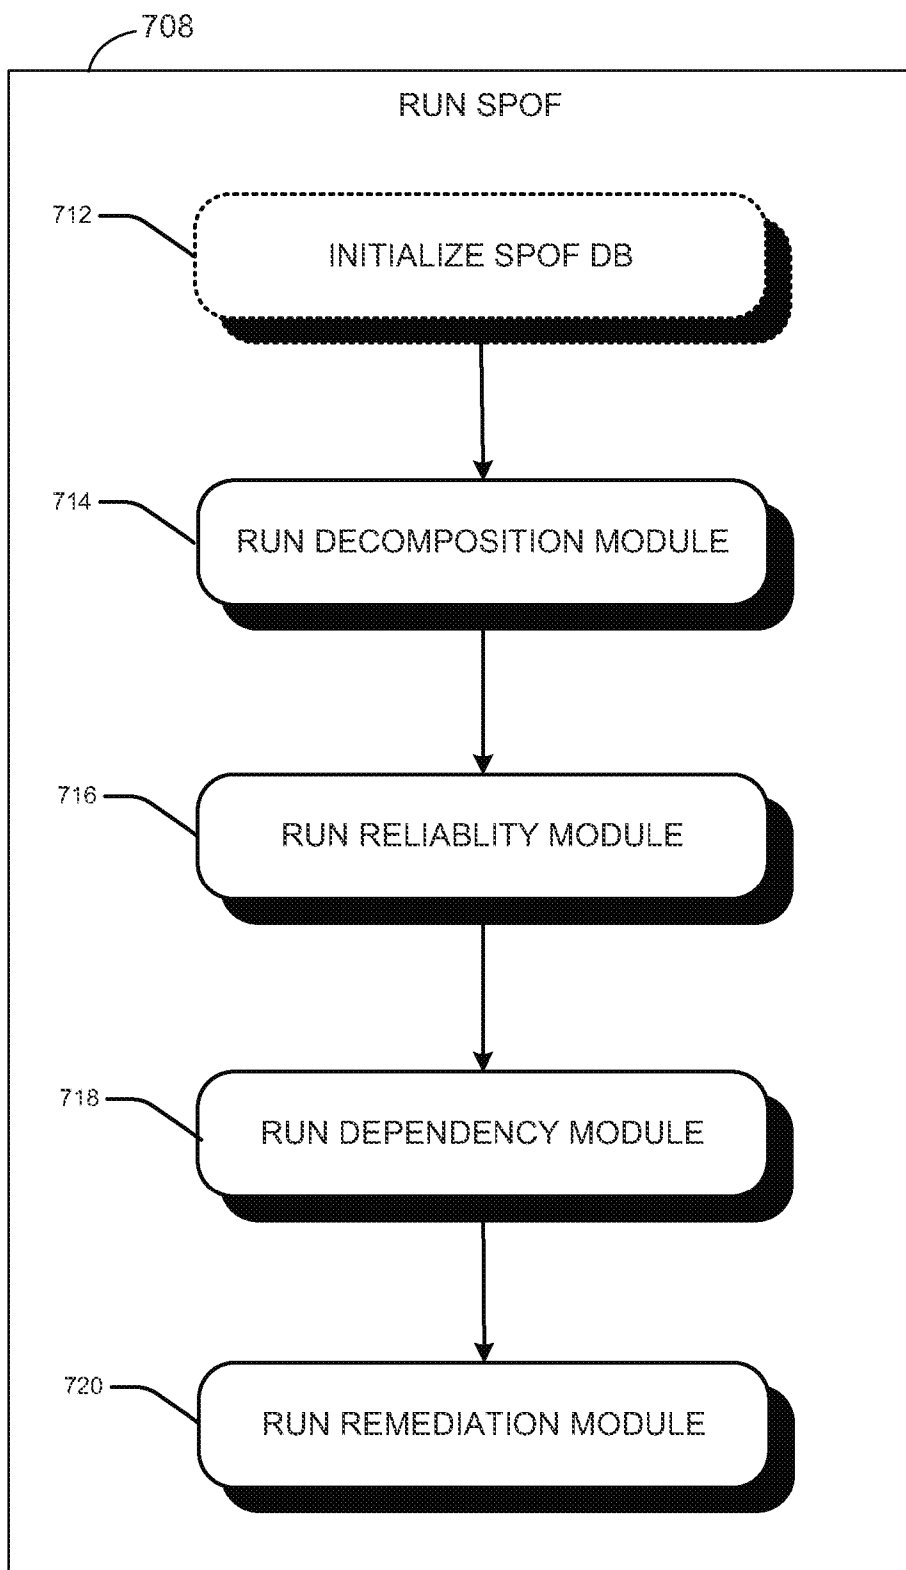 708
RUN SPOF
712
INITIALIZE SPOF DB
714
RUN DECOMPOSITION MODULE
716
RUN RELIABLITY MODULE
718
RUN DEPENDENCY MODULE
720
RUN REMEDIATION MODULE